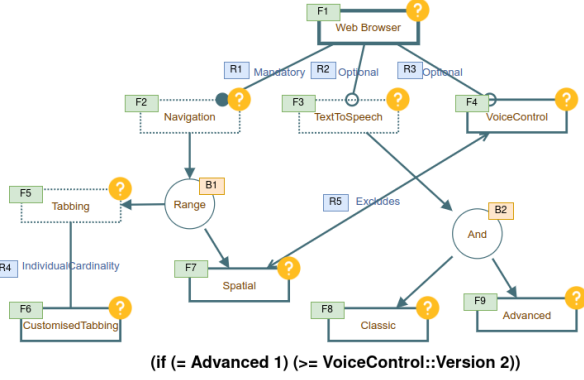 F1
?
Web Browser
R1
Mandatory
R2
Optional
R3
Optional
F2
?
Navigation
F3
?
TextToSpeech
F4
?
VoiceControl
F5
?
Tabbing
B1
Range
R5
Excludes
B2
And
R4
IndividualCardinality
F6
?
CustomisedTabbing
F7
?
Spatial
F8
?
Classic
F9
?
Advanced
(if (= Advanced 1) (>= VoiceControl::Version 2))